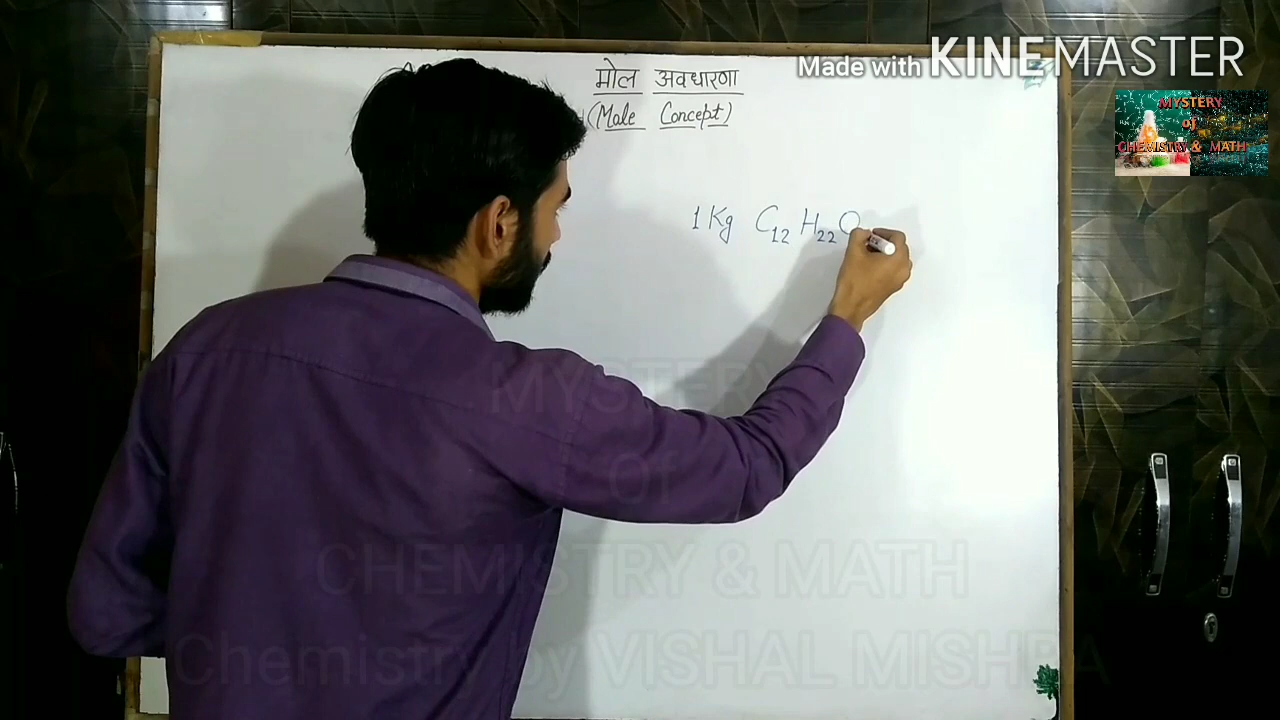 Made with KINEMASTER
मोल अवधारणा
(Mole Concept)
MYSTERY
of
CHEMISTRY & MATH
1 Kg C12 H22 O
MYSTERY
Of
CHEMISTRY & MATH
Chemistry by VISHAL MISHRA